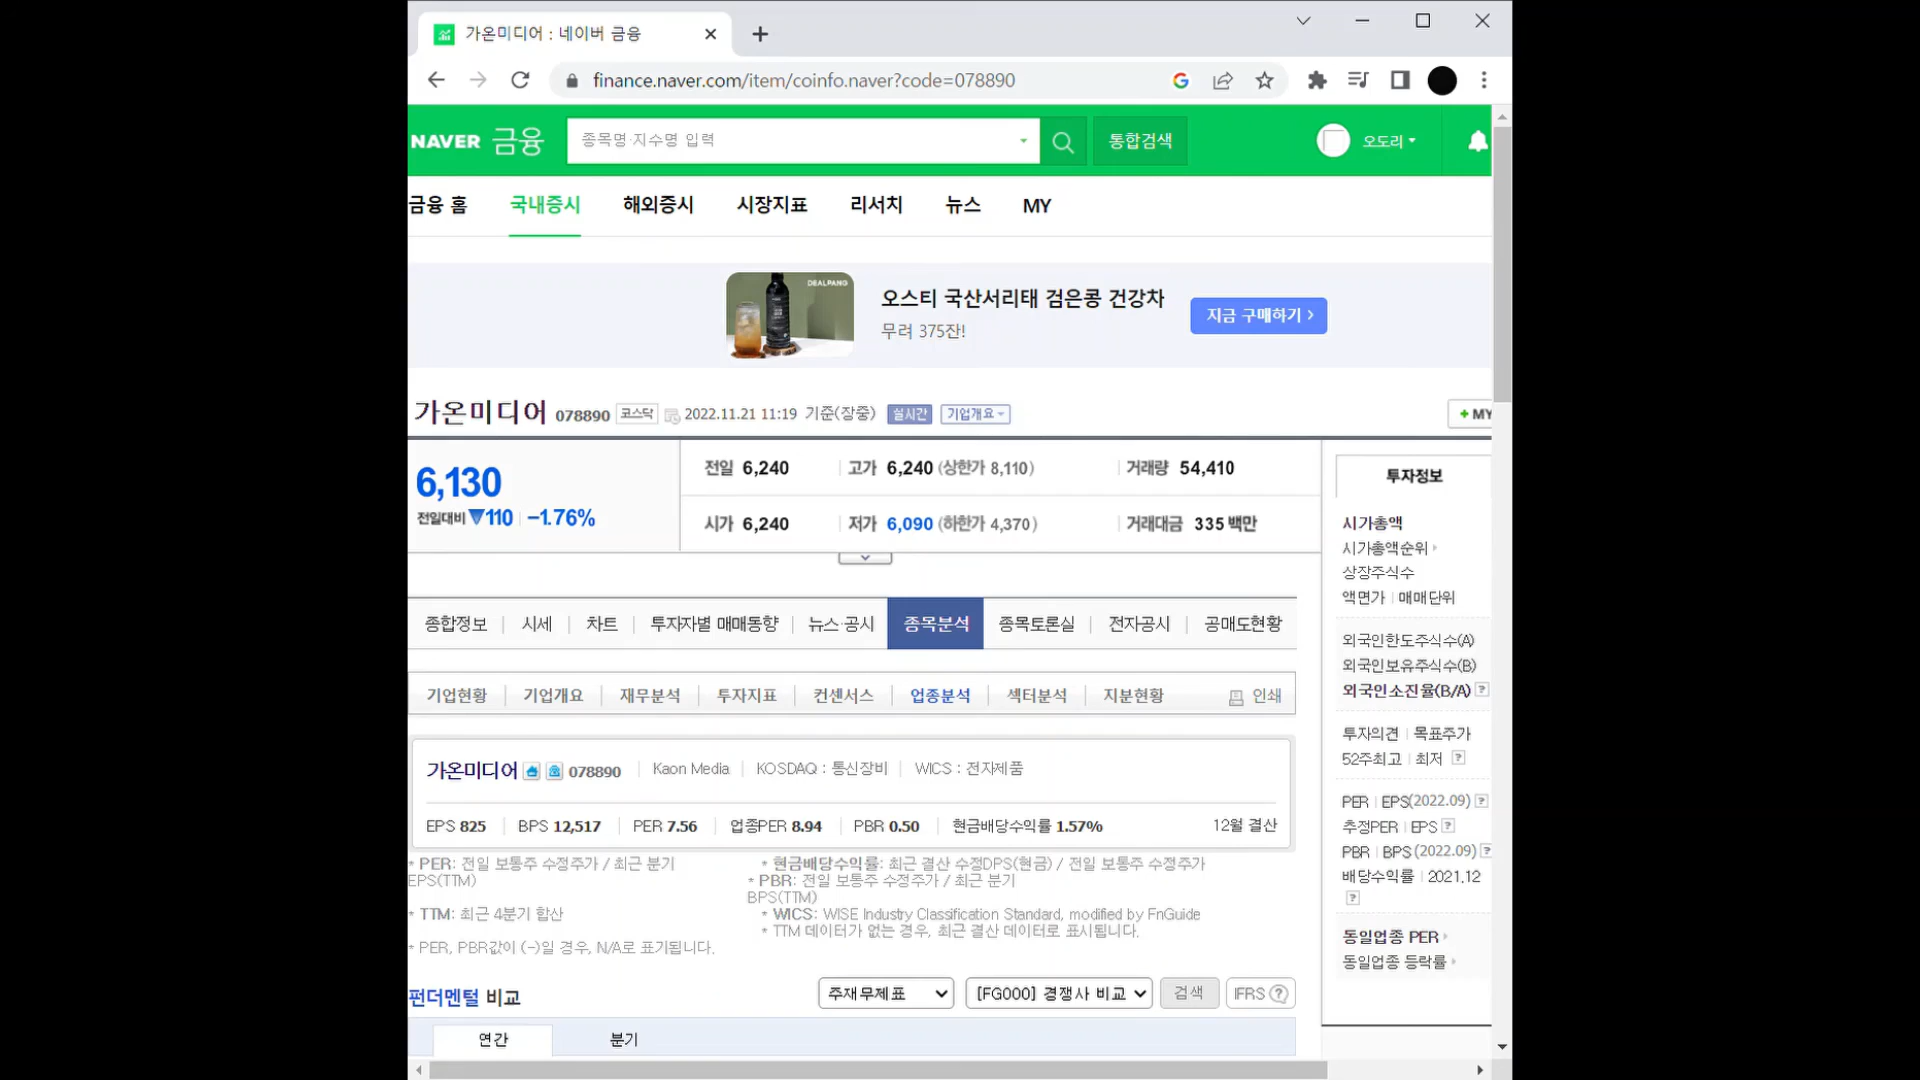 가온미디어 : 네이버 금융
finance.naver.com/item/coinfo.naver?code=078890
NAVER 금융
종목명·지수명 입력
통합검색
오도리
금융 홈 국내증시 해외증시 시장지표 리서치 뉴스 MY
DEALPANG
오스티 국산서리태 검은콩 건강차
무려 375잔!
지금 구매하기 >
가온미디어 078890 코스닥 2022.11.21 11:19 기준(장중) 실시간 기업개요
+ MY
6,130
전일대비 ▼110 -1.76%
전일 6,240 고가 6,240 (상한가 8,110) 거래량 54,410
시가 6,240 저가 6,090 (하한가 4,370) 거래대금 335 백만
종합정보 시세 차트 투자자별 매매동향 뉴스·공시 종목분석 종목토론실 전자공시 공매도현황
기업현황 기업개요 재무분석 투자지표 컨센서스 업종분석 섹터분석 지분현황 인쇄
가온미디어 078890 Kaon Media KOSDAQ : 통신장비 WICS : 전자제품
EPS 825 BPS 12,517 PER 7.56 업종PER 8.94 PBR 0.50 현금배당수익률 1.57% 12월 결산
* PER: 전일 보통주 수정주가 / 최근 분기
EPS(TTM)
* TTM: 최근 4분기 합산
* PER, PBR값이 (-)일 경우, N/A로 표기됩니다.
* 현금배당수익률: 최근 결산 수정DPS(현금) / 전일 보통주 수정주가
* PBR: 전일 보통주 수정주가 / 최근 분기
BPS(TTM)
* WICS: WISE Industry Classification Standard, modified by FnGuide
* TTM 데이터가 없는 경우, 최근 결산 데이터로 표시됩니다.
펀더멘털 비교
주재무제표 [FG000] 경쟁사 비교 검색 IFRS ?
연간 분기
투자정보
시가총액
시가총액순위
상장주식수
액면가 매매단위
외국인한도주식수(A)
외국인보유주식수(B)
외국인소진율(B/A) ?
투자의견 목표주가
52주최고 최저 ?
PER EPS(2022.09) ?
추정PER EPS ?
PBR BPS (2022.09) ?
배당수익률 2021.12
?
동일업종 PER
동일업종 등락률